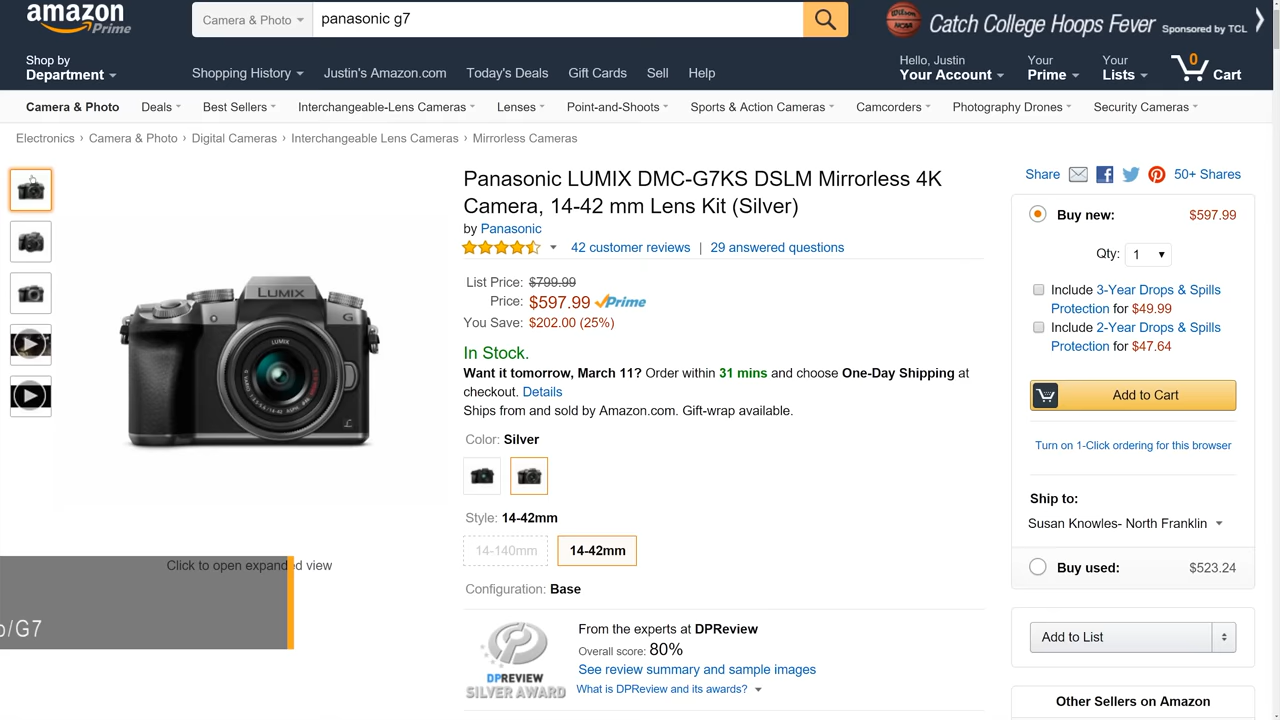 amazon
Prime
Camera & Photo
panasonic g7
Catch College Hoops Fever Sponsored by TCL
Shop by
Department
Shopping History
Justin's Amazon.com
Today's Deals
Gift Cards
Sell
Help
Hello, Justin
Your Account
Your
Prime
Your
Lists
0
Cart
Camera & Photo
Deals
Best Sellers
Interchangeable-Lens Cameras
Lenses
Point-and-Shoots
Sports & Action Cameras
Camcorders
Photography Drones
Security Cameras
Electronics › Camera & Photo › Digital Cameras › Interchangeable Lens Cameras › Mirrorless Cameras
Panasonic LUMIX DMC-G7KS DSLM Mirrorless 4K
Camera, 14-42 mm Lens Kit (Silver)
by Panasonic
42 customer reviews | 29 answered questions
List Price: $799.99
Price: $597.99 Prime
You Save: $202.00 (25%)
In Stock.
Want it tomorrow, March 11? Order within 31 mins and choose One-Day Shipping at
checkout. Details
Ships from and sold by Amazon.com. Gift-wrap available.
Color: Silver
Style: 14-42mm
14-140mm
14-42mm
Configuration: Base
From the experts at DPReview
Overall score: 80%
See review summary and sample images
What is DPReview and its awards?
DPREVIEW
SILVER AWARD
LUMIX
G
LUMIX
Click to open expanded view
o/G7
Share
50+ Shares
Buy new:
$597.99
Qty: 1
Include 3-Year Drops & Spills
Protection for $49.99
Include 2-Year Drops & Spills
Protection for $47.64
Add to Cart
Turn on 1-Click ordering for this browser
Ship to:
Susan Knowles- North Franklin
Buy used:
$523.24
Add to List
Other Sellers on Amazon